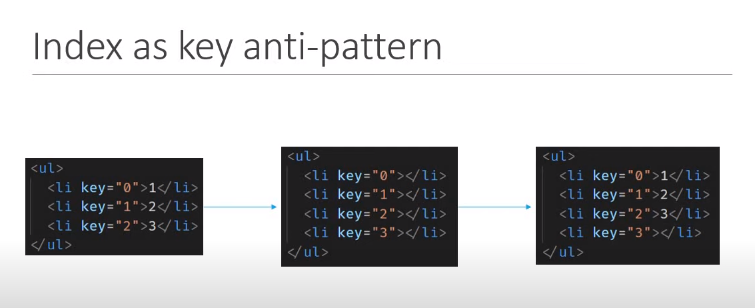 Index as key anti-pattern
<ul>
<li key="0">1</li>
<li key="1">2</li>
<li key="2">3</li>
</ul>
<ul>
<li key="0"></li>
<li key="1"></li>
<li key="2"></li>
<li key="3"></li>
</ul>
<ul>
<li key="0">1</li>
<li key="1">2</li>
<li key="2">3</li>
<li key="3"></li>
</ul>